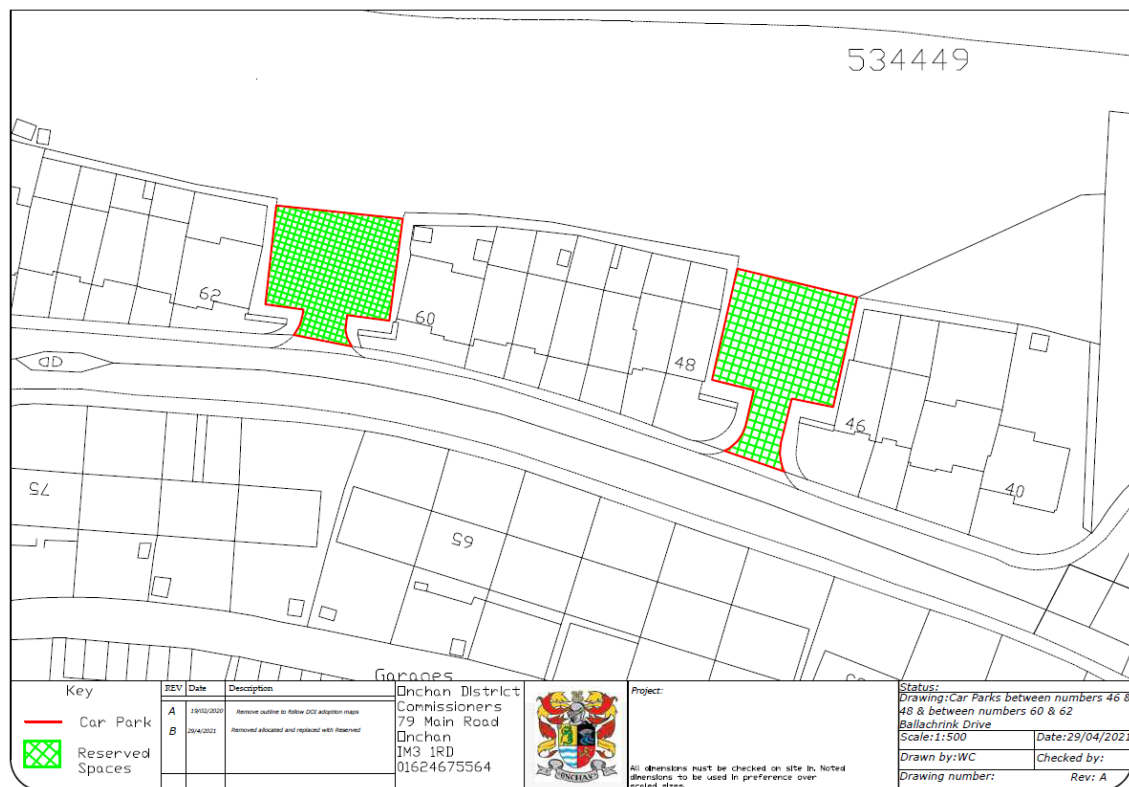 534449
62
60
48
46
40
75
65
Garages
Key
Car Park
Reserved
Spaces
REV Date Description
A 19/02/2020 Remove outline to follow DOI adoption maps
B 29/4/2021 Removed allocated and replaced with Reserved
Onchan District
Commissioners
79 Main Road
Onchan
IM3 1RD
01624675564
ONCHAN
Project:
All dimensions must be checked on site in. Noted
dimensions to be used in preference over
scaled sizes.
Status:
Drawing:Car Parks between numbers 46 &
48 & between numbers 60 & 62
Ballachrink Drive
Scale:1:500 Date:29/04/2021
Drawn by:WC Checked by:
Drawing number: Rev: A